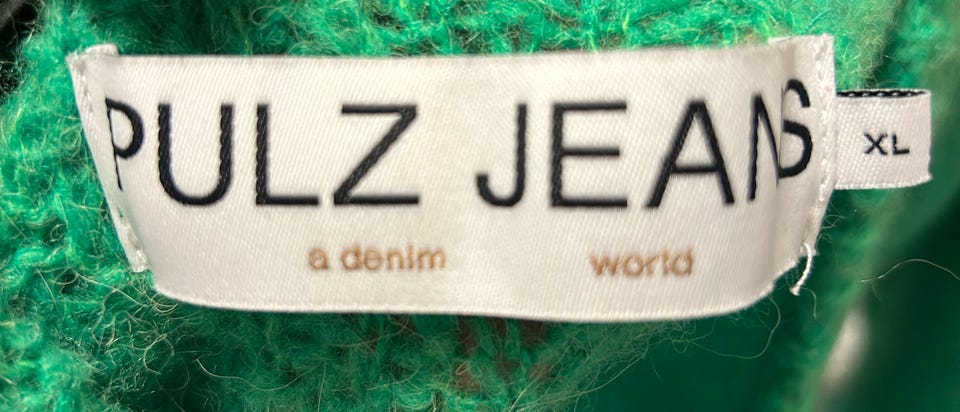 PULZ JEANS
XL
a denim world